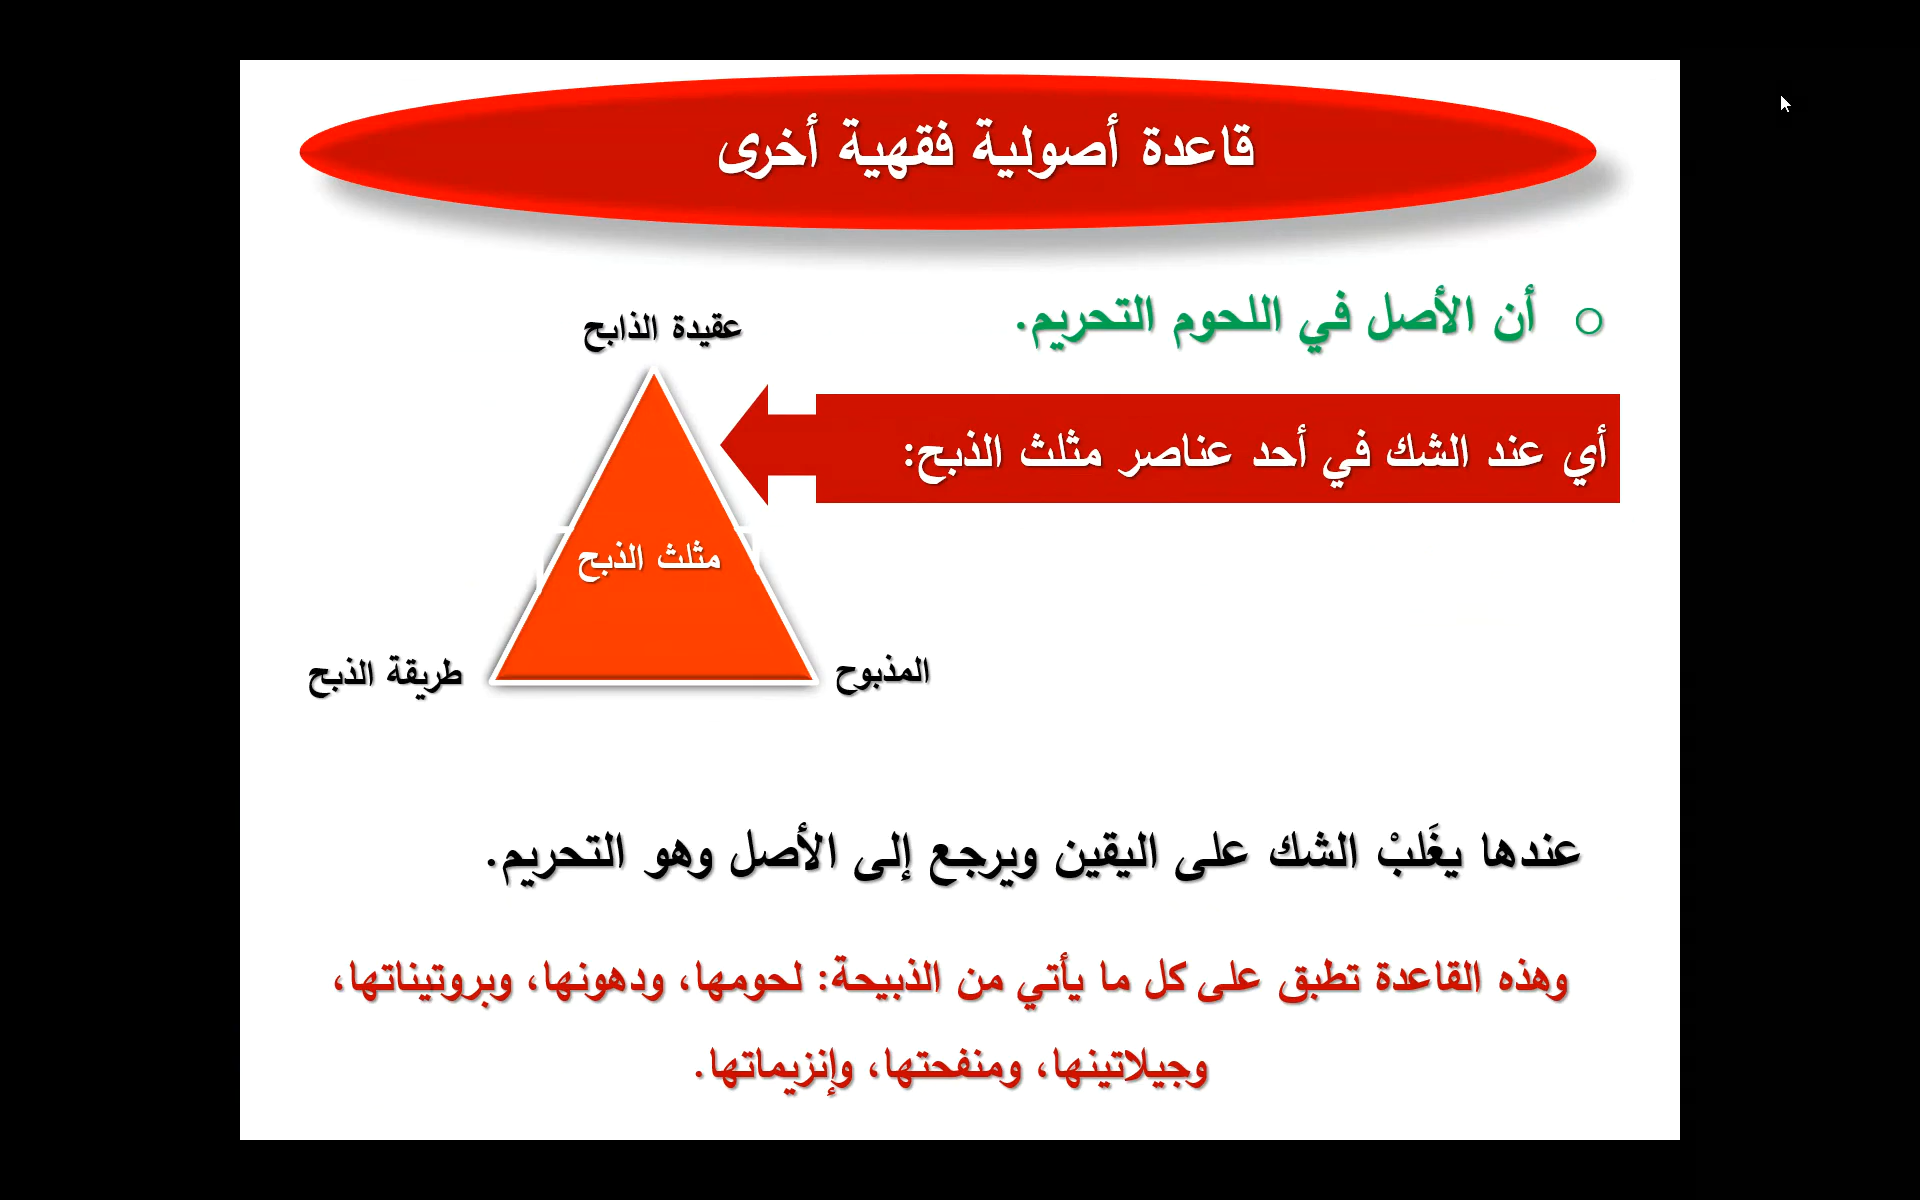 قاعدة أصولية فقهية أخرى
أن الأصل في اللحوم التحريم.
أي عند الشك في أحد عناصر مثلث الذبح:
عقيدة الذابح
مثلث الذبح
المذبوح
طريقة الذبح
عندها يغَلبْ الشك على اليقين ويرجع إلى الأصل وهو التحريم.
وهذه القاعدة تطبق على كل ما يأتي من الذبيحة: لحومها، ودهونها، وبروتيناتها،
وجيلاتينها، ومنفحتها، وإنزيماتها.